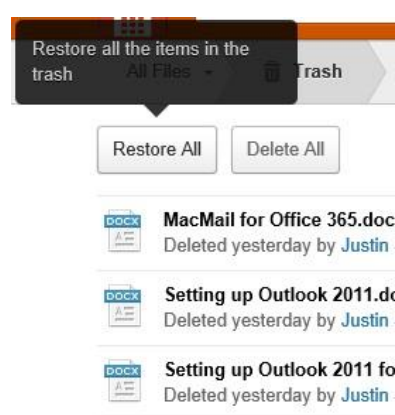 Restore all the items in the
trash
All Files
Trash
Restore All
Delete All
DOCX
MacMail for Office 365.doc
Deleted yesterday by Justin
DOCX
Setting up Outlook 2011.do
Deleted yesterday by Justin
DOCX
Setting up Outlook 2011 fo
Deleted yesterday by Justin